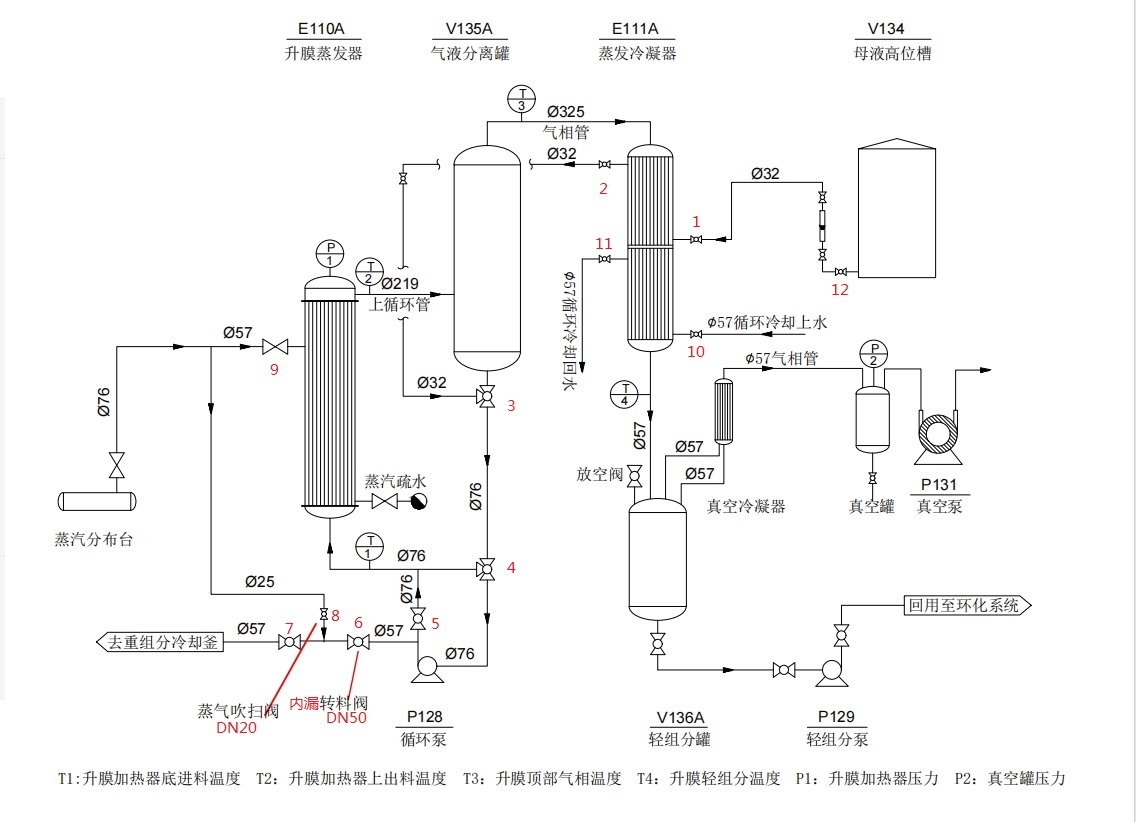 E110A
升膜蒸发器
V135A
气液分离罐
E111A
蒸发冷凝器
V134
母液高位槽
T
3
Ø325
气相管
Ø32
2
Ø32
1
11
12
P
1
T
2
Ø219
上循环管
Ø57
9
Ø76
φ57循环冷却回水
φ57循环冷却上水
10
φ57气相管
P
2
Ø32
3
T
4
Ø57
Ø57
Ø57
放空阀
真空冷凝器
真空罐
P131
真空泵
蒸汽疏水
Ø76
蒸汽分布台
T
1
Ø76
4
Ø76
Ø25
8
5
6
7
Ø57
Ø57
Ø76
去重组分冷却釜
回用至环化系统
蒸气吹扫阀
DN20
内漏转料阀
DN50
P128
循环泵
V136A
轻组分罐
P129
轻组分泵
T1:升膜加热器底进料温度 T2: 升膜加热器上出料温度 T3: 升膜顶部气相温度 T4: 升膜轻组分温度 P1: 升膜加热器压力 P2: 真空罐压力